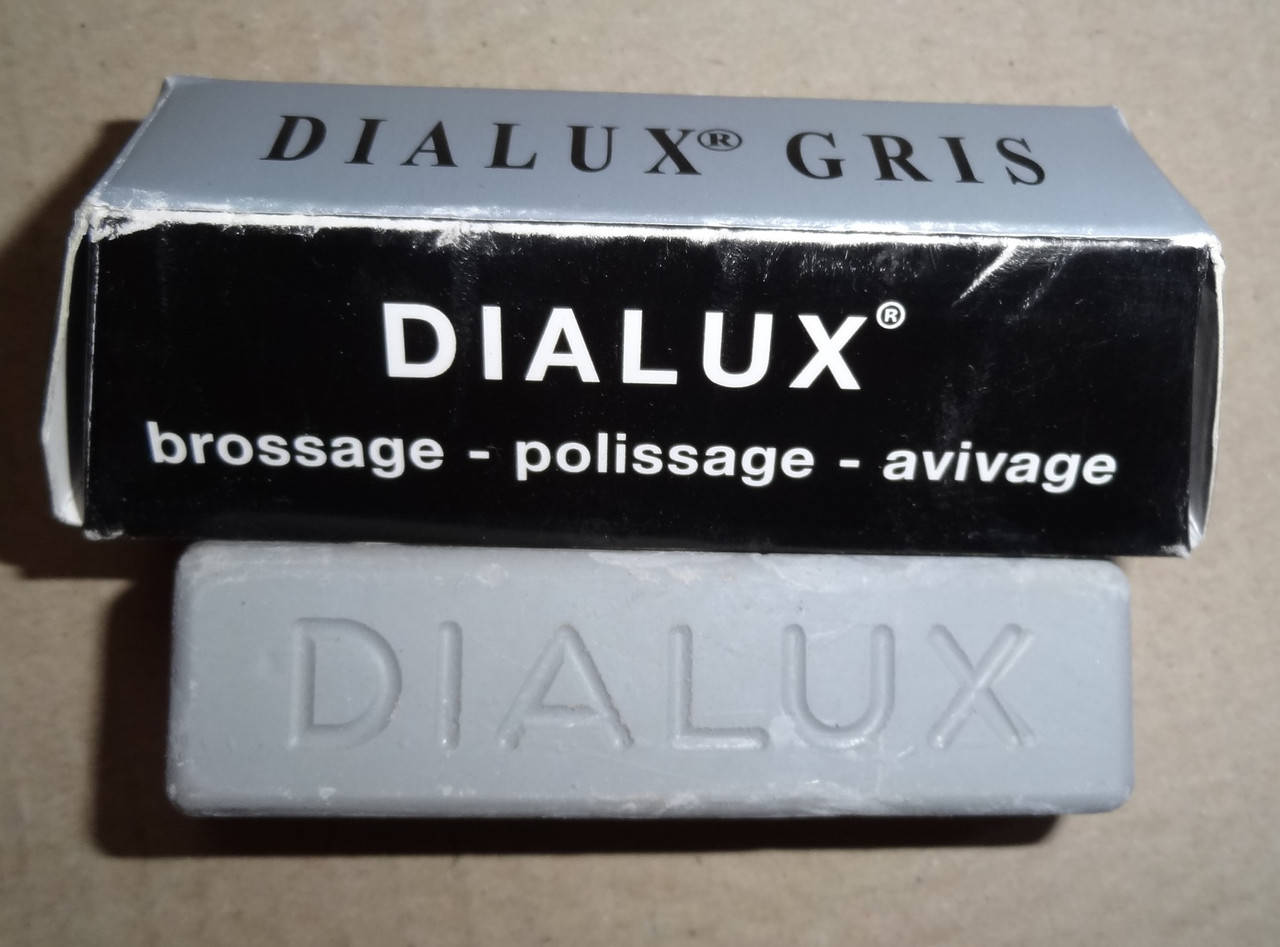 DIALUX® GRIS
DIALUX®
brossage - polissage - avivage
DIALUX